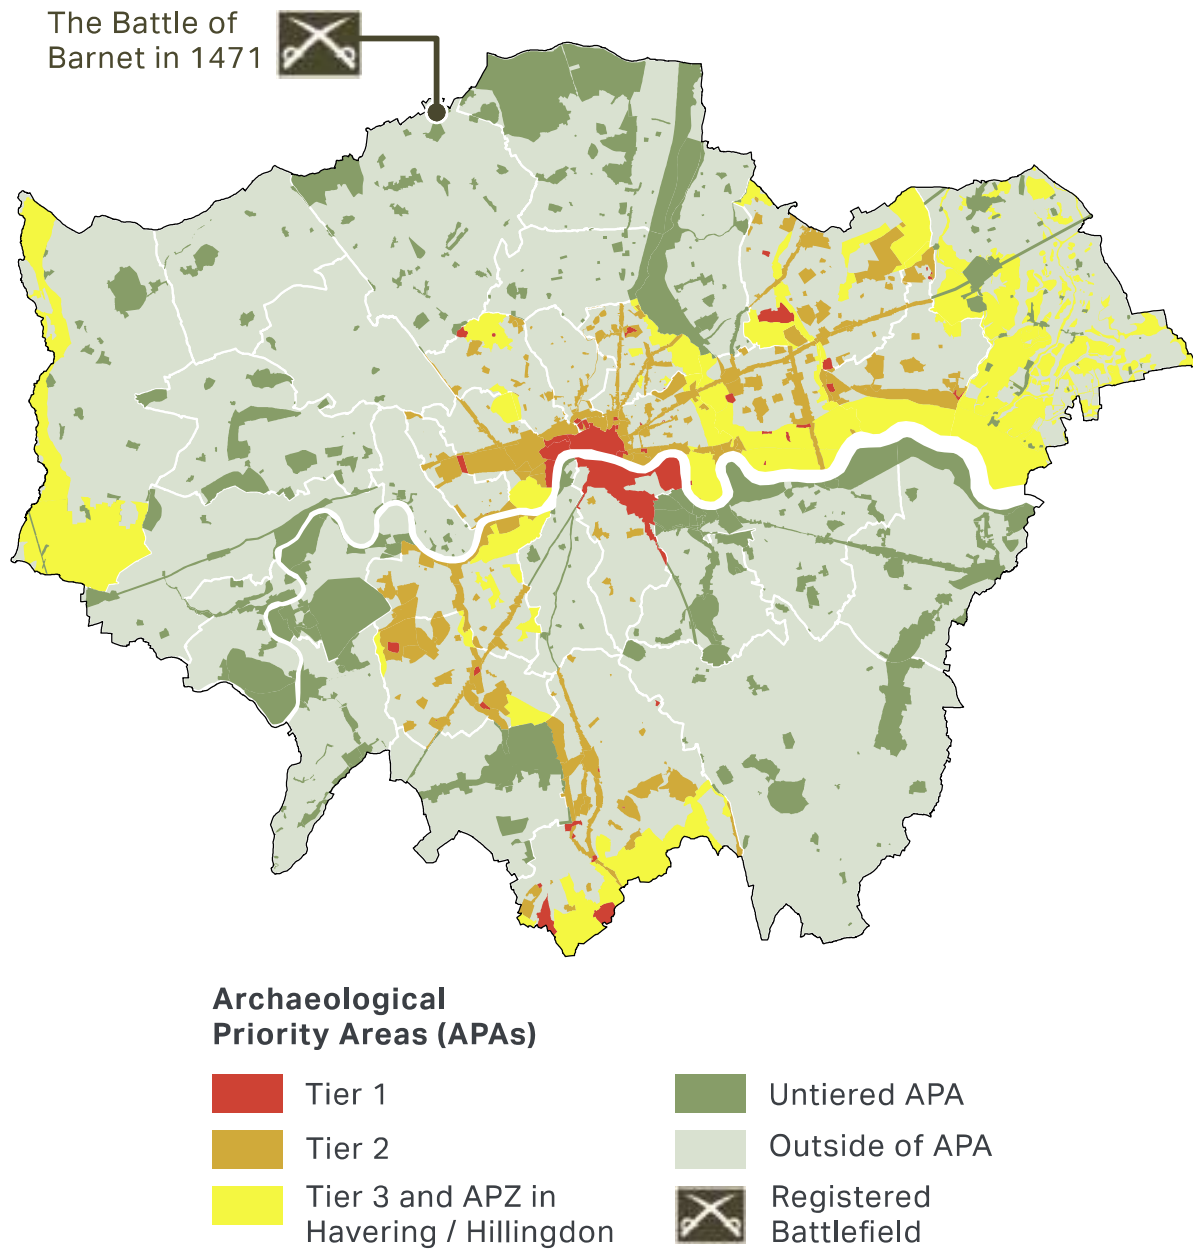 The Battle of
Barnet in 1471
Archaeological
Priority Areas (APAs)
Tier 1
Tier 2
Tier 3 and APZ in
Havering / Hillingdon
Untiered APA
Outside of APA
Registered
Battlefield